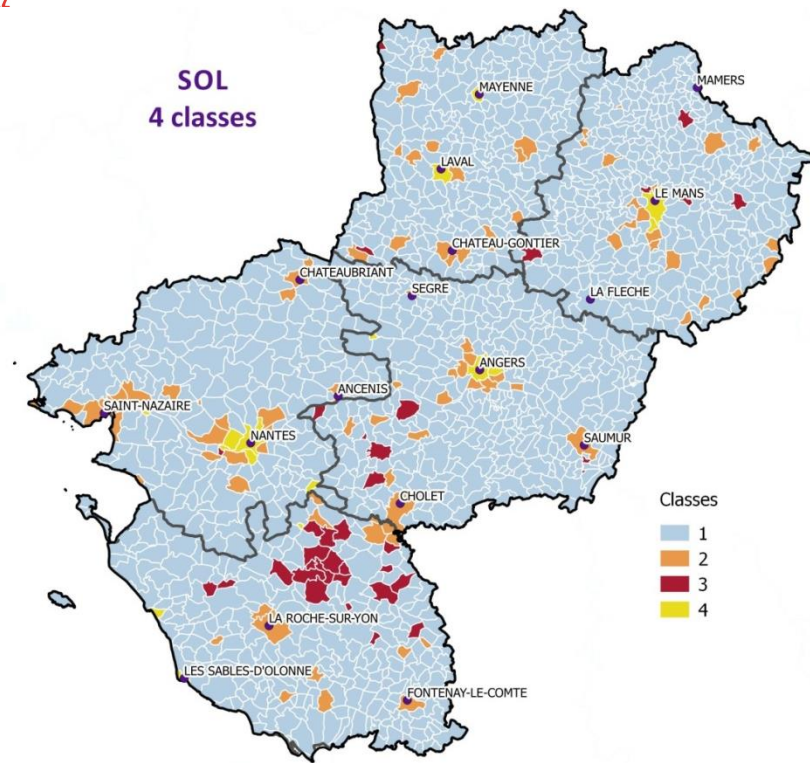 SOL
4 classes
MAYENNE
MAMERS
LAVAL
LE MANS
CHATEAU-GONTIER
CHATEAUBRIANT
SEGRE
LA FLECHE
ANGERS
ANCENIS
SAINT-NAZAIRE
NANTES
SAUMUR
CHOLET
Classes
1
2
3
4
LA ROCHE-SUR-YON
LES SABLES-D'OLONNE
FONTENAY-LE-COMTE